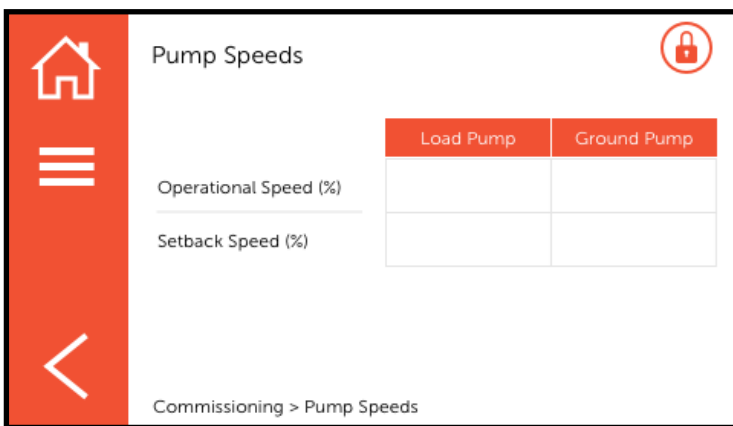 Pump Speeds
Load Pump Ground Pump
Operational Speed (%)
Setback Speed (%)
Commissioning > Pump Speeds